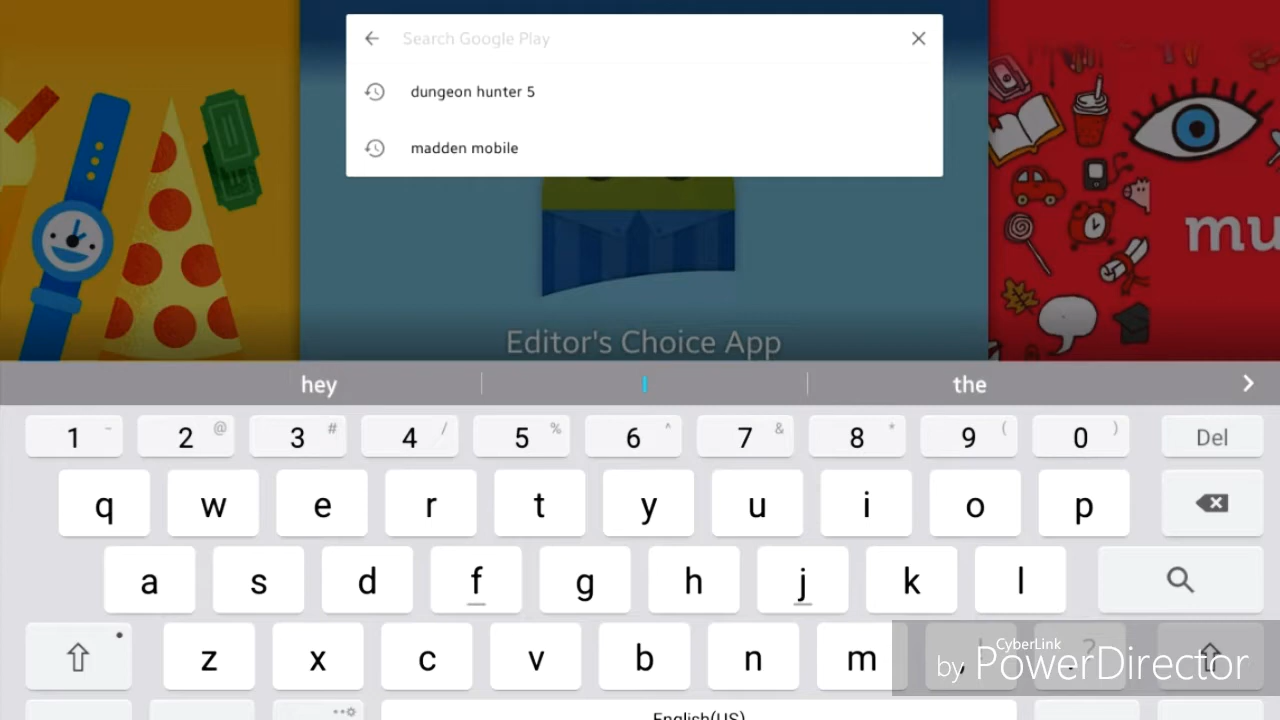 Search Google Play
dungeon hunter 5
madden mobile
mu
Editor's Choice App
hey I the
1 ~ 2 @ 3 # 4 / 5 % 6 ^ 7 & 8 * 9 ( 0 ) Del
q w e r t y u i o p
a s d f g h j k l
z x c v b n m , ! . ?
CyberLink
by PowerDirector
English(US)